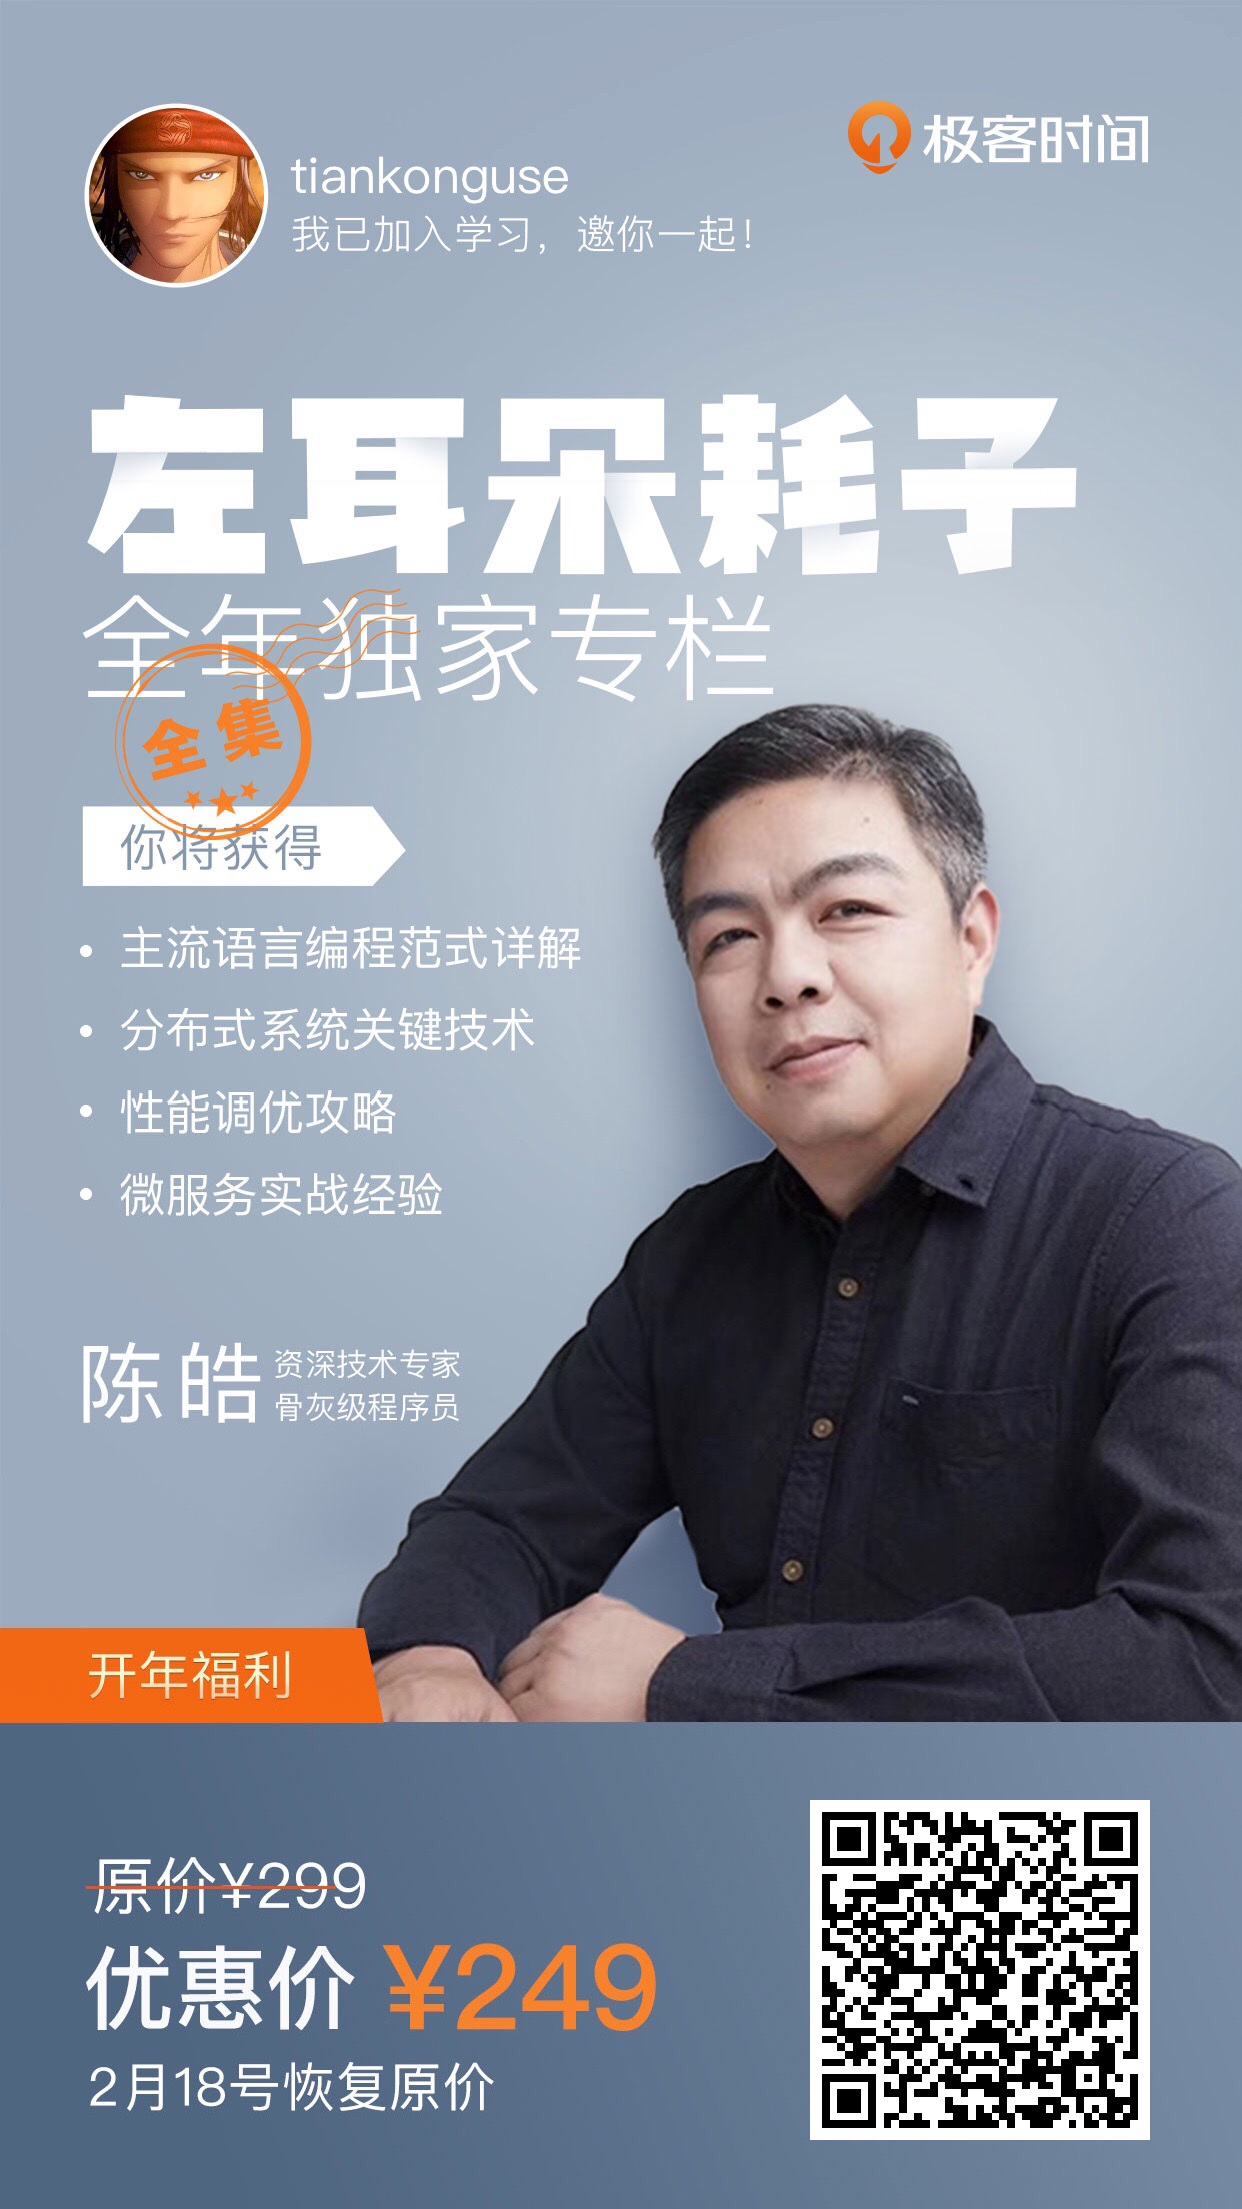 极客时间
tiankonguse
我已加入学习，邀你一起！
左耳朵耗子
全年独家专栏
全集
你将获得
• 主流语言编程范式详解
• 分布式系统关键技术
• 性能调优攻略
• 微服务实战经验
陈皓 资深技术专家
骨灰级程序员
开年福利
原价¥299
优惠价 ¥249
2月18号恢复原价